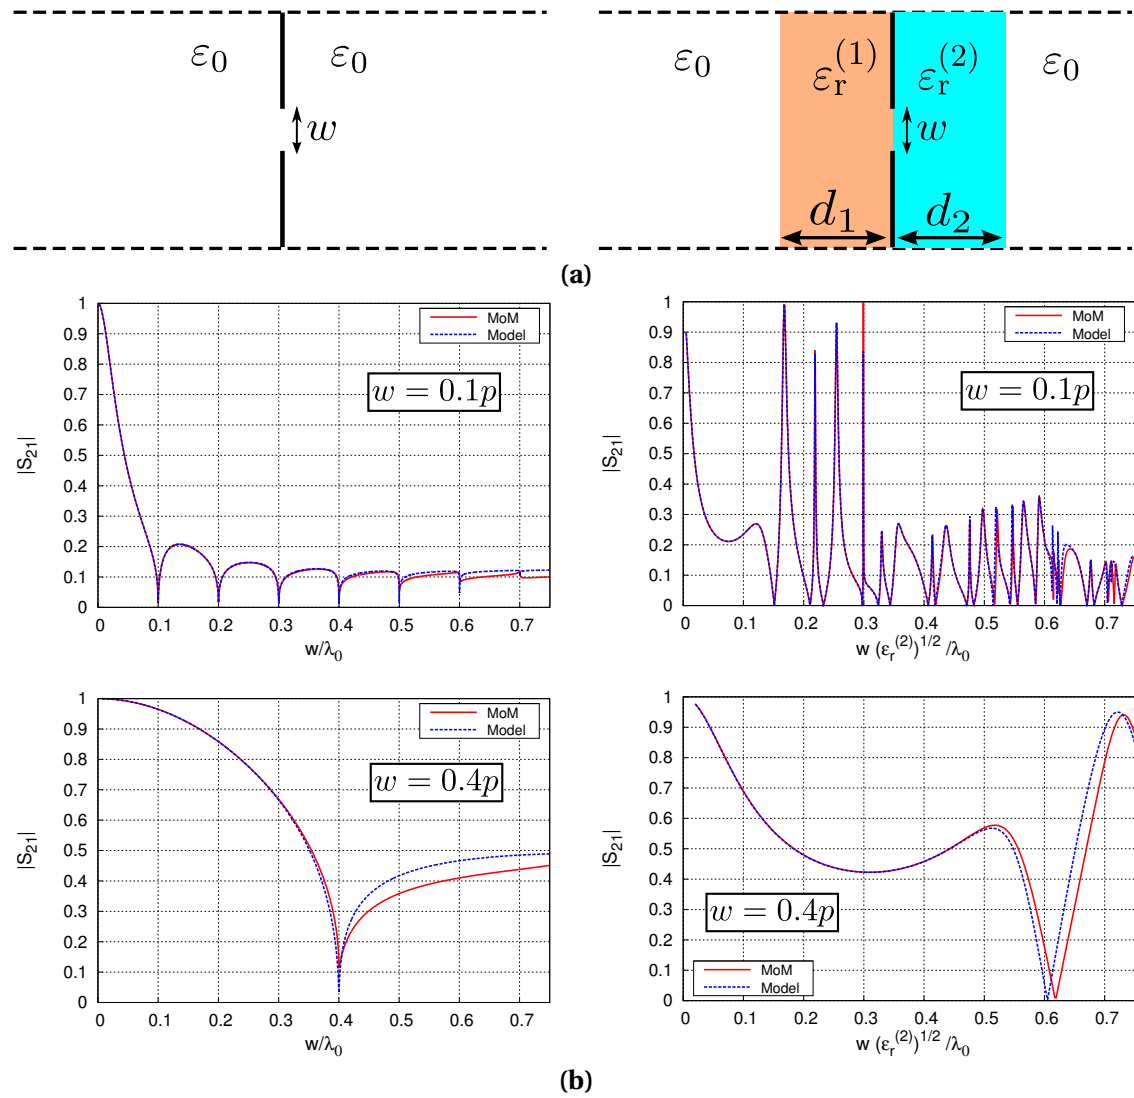 ε₀ ε₀ ε₀ εᵣ⁽¹⁾ εᵣ⁽²⁾ ε₀
w w
d₁ d₂
(a)
1
0.9
0.8
0.7
0.6
0.5
0.4
0.3
0.2
0.1
0
|S₂₁|
MoM
Model
w = 0.1p
0 0.1 0.2 0.3 0.4 0.5 0.6 0.7
w/λ₀
1
0.9
0.8
0.7
0.6
0.5
0.4
0.3
0.2
0.1
0
|S₂₁|
MoM
Model
w = 0.1p
0 0.1 0.2 0.3 0.4 0.5 0.6 0.7
w (εᵣ⁽²⁾)¹/²/λ₀
1
0.9
0.8
0.7
0.6
0.5
0.4
0.3
0.2
0.1
0
|S₂₁|
MoM
Model
w = 0.4p
0 0.1 0.2 0.3 0.4 0.5 0.6 0.7
w/λ₀
1
0.9
0.8
0.7
0.6
0.5
0.4
0.3
0.2
0.1
0
|S₂₁|
w = 0.4p
MoM
Model
0 0.1 0.2 0.3 0.4 0.5 0.6 0.7
w (εᵣ⁽²⁾)¹/²/λ₀
(b)